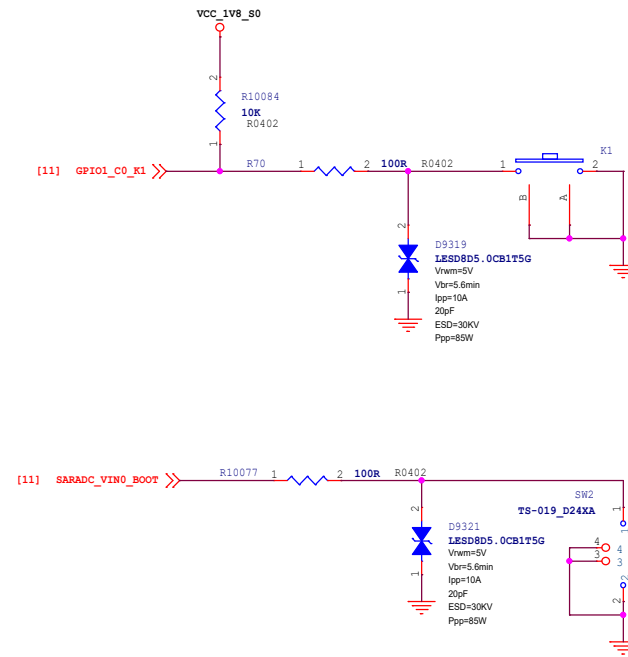 VCC_1V8_S0
2
R10084
10K
R0402
1
[11] GPIO1_C0_K1
R70 1 2 100R R0402
1 K1 2
B A
2
D9319
LESD8D5.0CB1T5G
Vrwm=5V
Vbr=5.6min
Ipp=10A
20pF
ESD=30KV
Ppp=85W
1
[11] SARADC_VIN0_BOOT
R10077 1 2 100R R0402
SW2
TS-019_D24XA
1
1
4 4
3 3
2
2
2
D9321
LESD8D5.0CB1T5G
Vrwm=5V
Vbr=5.6min
Ipp=10A
20pF
ESD=30KV
Ppp=85W
1